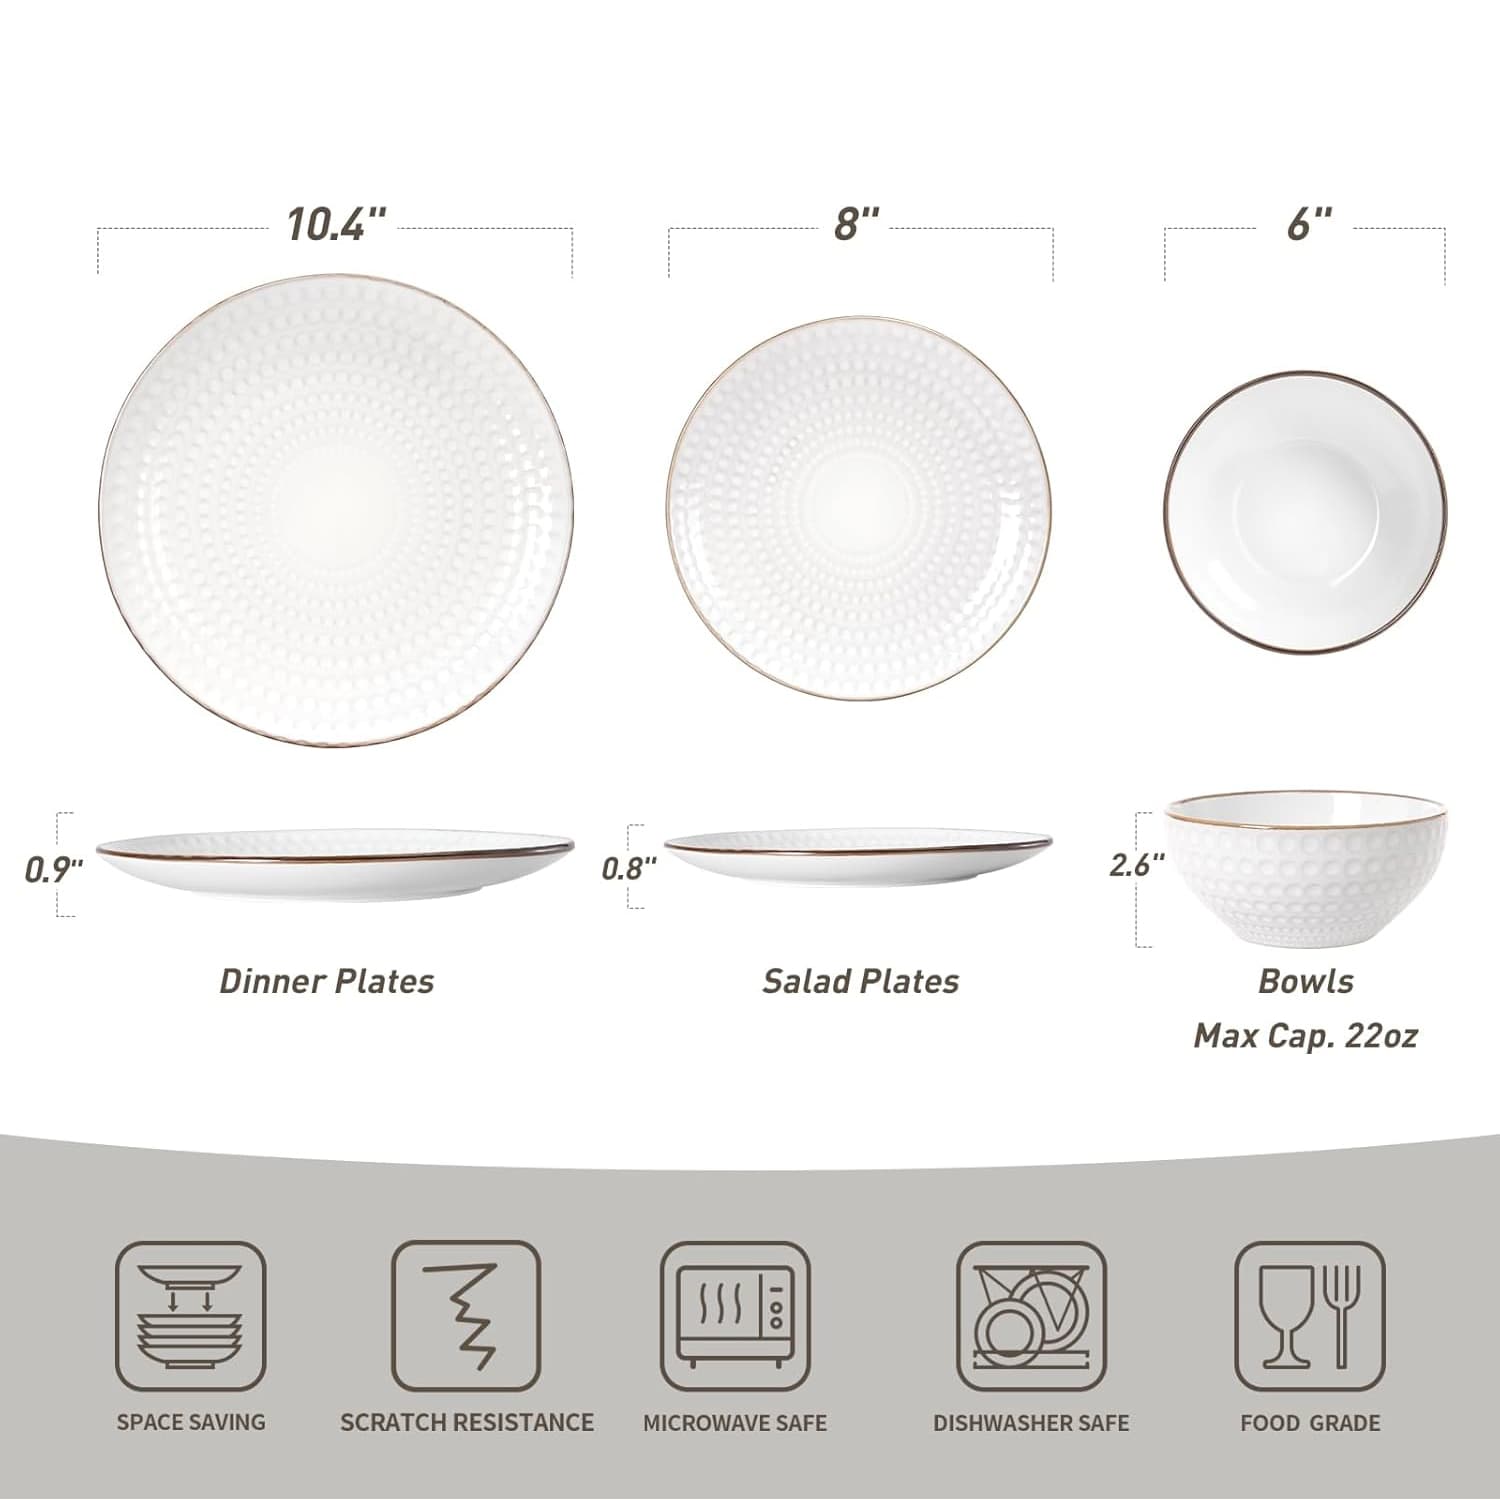 10.4"
8"
6"
0.9"
0.8"
2.6"
Dinner Plates
Salad Plates
Bowls
Max Cap. 22oz
SPACE SAVING
SCRATCH RESISTANCE
MICROWAVE SAFE
DISHWASHER SAFE
FOOD GRADE